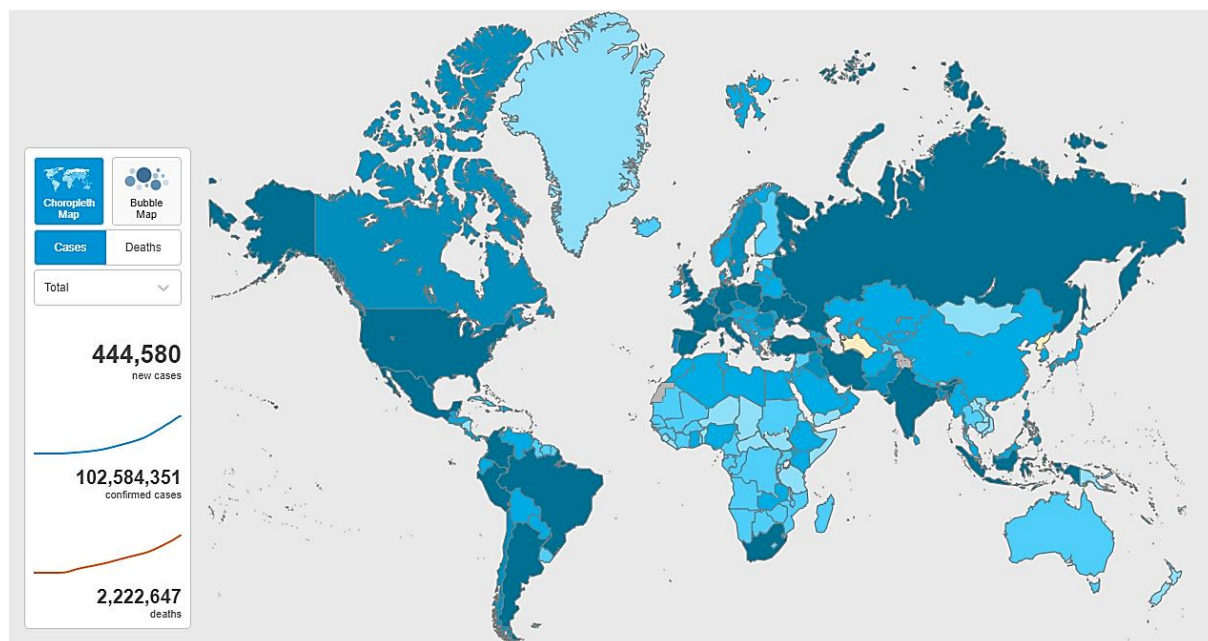 Choropleth
Map
Bubble
Map
Cases
Deaths
Total
444,580
new cases
102,584,351
confirmed cases
2,222,647
deaths